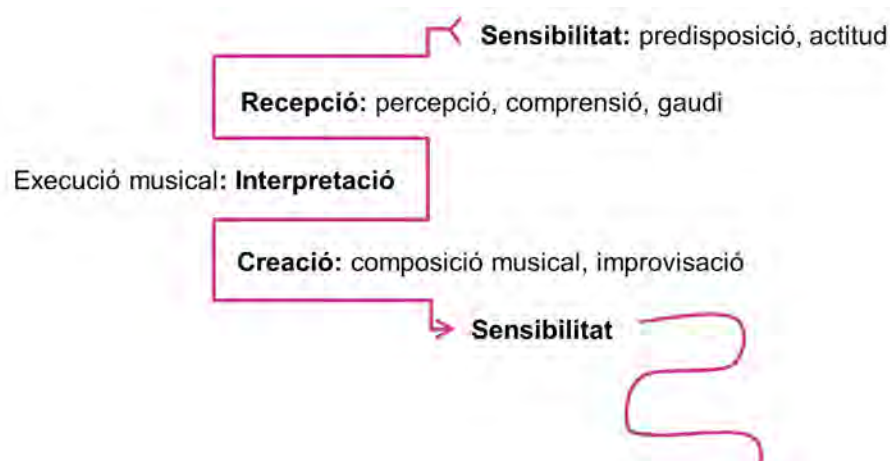 Sensibilitat: predisposició, actitud
Recepció: percepció, comprensió, gaudi
Execució musical: Interpretació
Creació: composició musical, improvisació
Sensibilitat